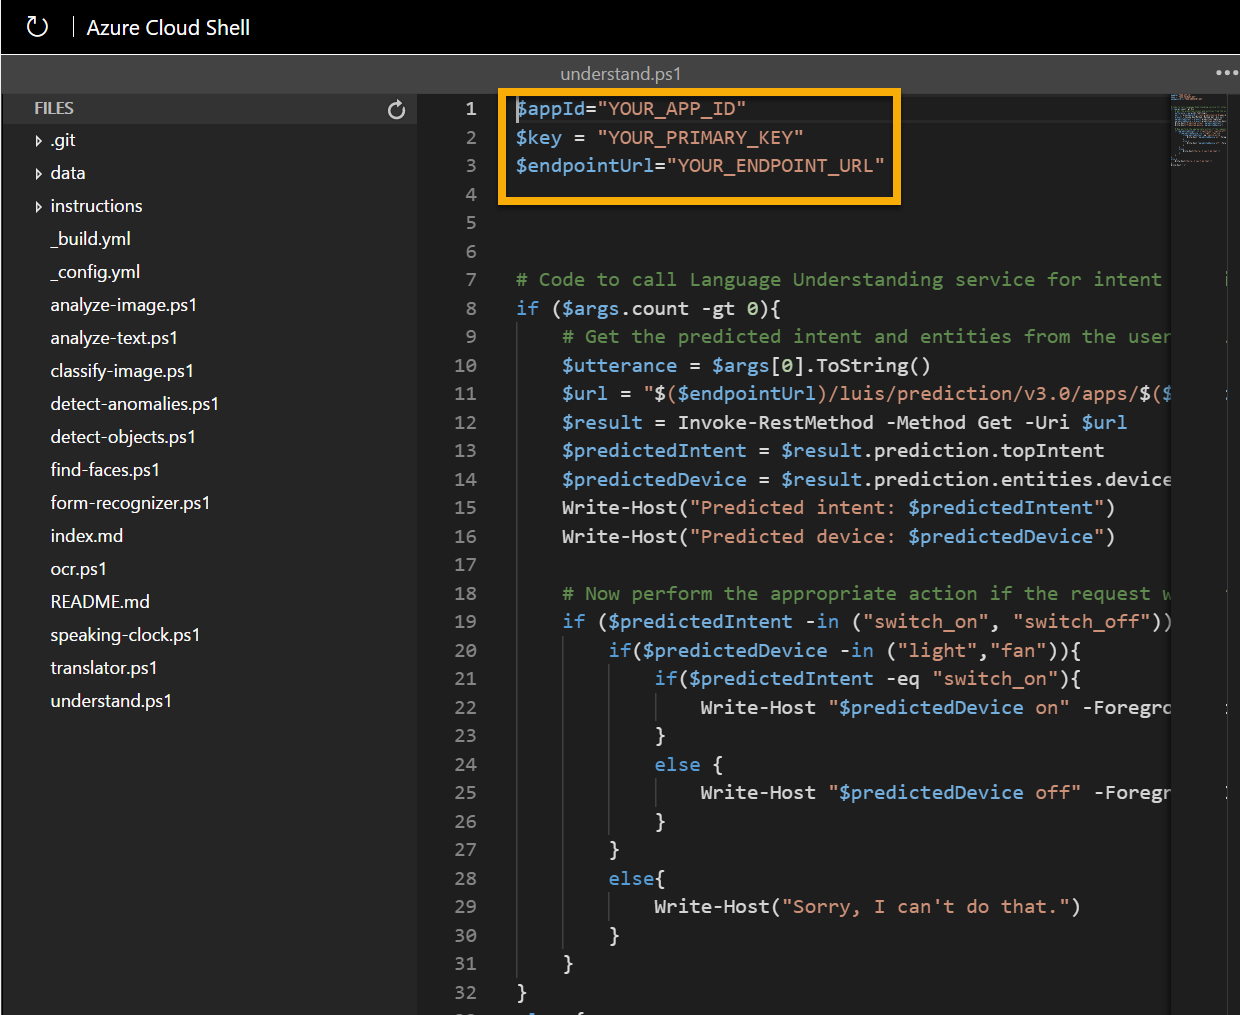 Azure Cloud Shell
understand.ps1
FILES
.git
data
instructions
_build.yml
_config.yml
analyze-image.ps1
analyze-text.ps1
classify-image.ps1
detect-anomalies.ps1
detect-objects.ps1
find-faces.ps1
form-recognizer.ps1
index.md
ocr.ps1
README.md
speaking-clock.ps1
translator.ps1
understand.ps1
1 $appId="YOUR_APP_ID"
2 $key = "YOUR_PRIMARY_KEY"
3 $endpointUrl="YOUR_ENDPOINT_URL"
4
5
6
7 # Code to call Language Understanding service for intent
8 if ($args.count -gt 0){
9 # Get the predicted intent and entities from the user
10 $utterance = $args[0].ToString()
11 $url = "$($endpointUrl)/luis/prediction/v3.0/apps/$($
12 $result = Invoke-RestMethod -Method Get -Uri $url
13 $predictedIntent = $result.prediction.topIntent
14 $predictedDevice = $result.prediction.entities.device
15 Write-Host("Predicted intent: $predictedIntent")
16 Write-Host("Predicted device: $predictedDevice")
17
18 # Now perform the appropriate action if the request
19 if ($predictedIntent -in ("switch_on", "switch_off"))
20 if($predictedDevice -in ("light","fan")){
21 if($predictedIntent -eq "switch_on"){
22 Write-Host "$predictedDevice on" -Foregro
23 }
24 else {
25 Write-Host "$predictedDevice off" -Foregr
26 }
27 }
28 else{
29 Write-Host("Sorry, I can't do that.")
30 }
31 }
32 }